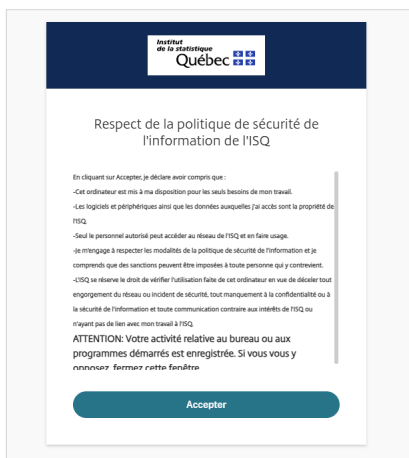 Institut
de la statistique
Québec
Respect de la politique de sécurité de
l'information de l'ISQ
En cliquant sur Accepter, je déclare avoir compris que :
-Cet ordinateur est mis à ma disposition pour les seuls besoins de mon travail.
-Les logiciels et périphériques ainsi que les données auxquelles j'ai accès sont la propriété de
l'ISQ.
-Seul le personnel autorisé peut accéder au réseau de l'ISQ et en faire usage.
-Je m'engage à respecter les modalités de la politique de sécurité de l'information et je
comprends que des sanctions peuvent être imposées à toute personne qui y contrevient.
-L'ISQ se réserve le droit de vérifier l'utilisation faite de cet ordinateur en vue de déceler tout
engorgement du réseau ou incident de sécurité, tout manquement à la confidentialité ou à
la sécurité de l'information et toute communication contraire aux intérêts de l'ISQ ou
n'ayant pas de lien avec mon travail à l'ISQ.
ATTENTION: Votre activité relative au bureau ou aux
programmes démarrés est enregistrée. Si vous vous y
opposez, fermez cette fenêtre
Accepter